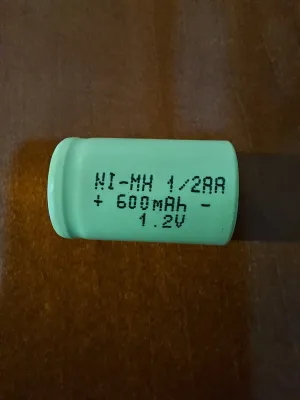 NI-MH 1/2AA
+ 600mAh -
1.2V